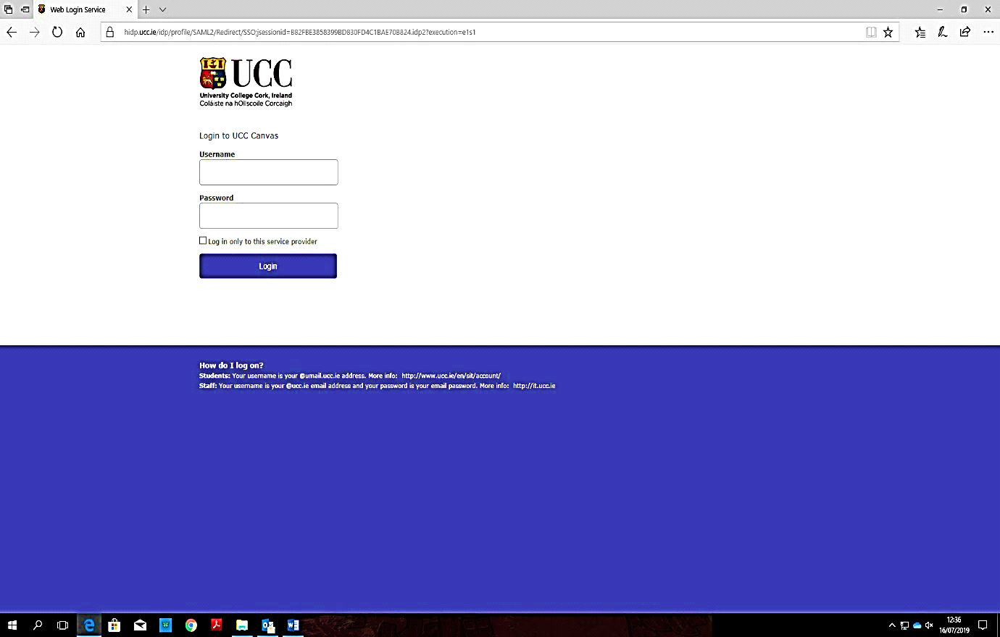 Web Login Service
hidp.ucc.ie/idp/profile/SAML2/Redirect/SSO;jsessionid=B82FBE3858399BD830FD4C1BAE70B824.idp2?execution=e1s1
UCC
University College Cork, Ireland
Coláiste na hOllscoile Corcaigh
Login to UCC Canvas
Username
Password
Log in only to this service provider
Login
How do I log on?
Students: Your username is your @umail.ucc.ie address. More info: http://www.ucc.ie/en/sit/account/
Staff: Your username is your @ucc.ie email address and your password is your email password. More info: http://it.ucc.ie
12:36
16/07/2019